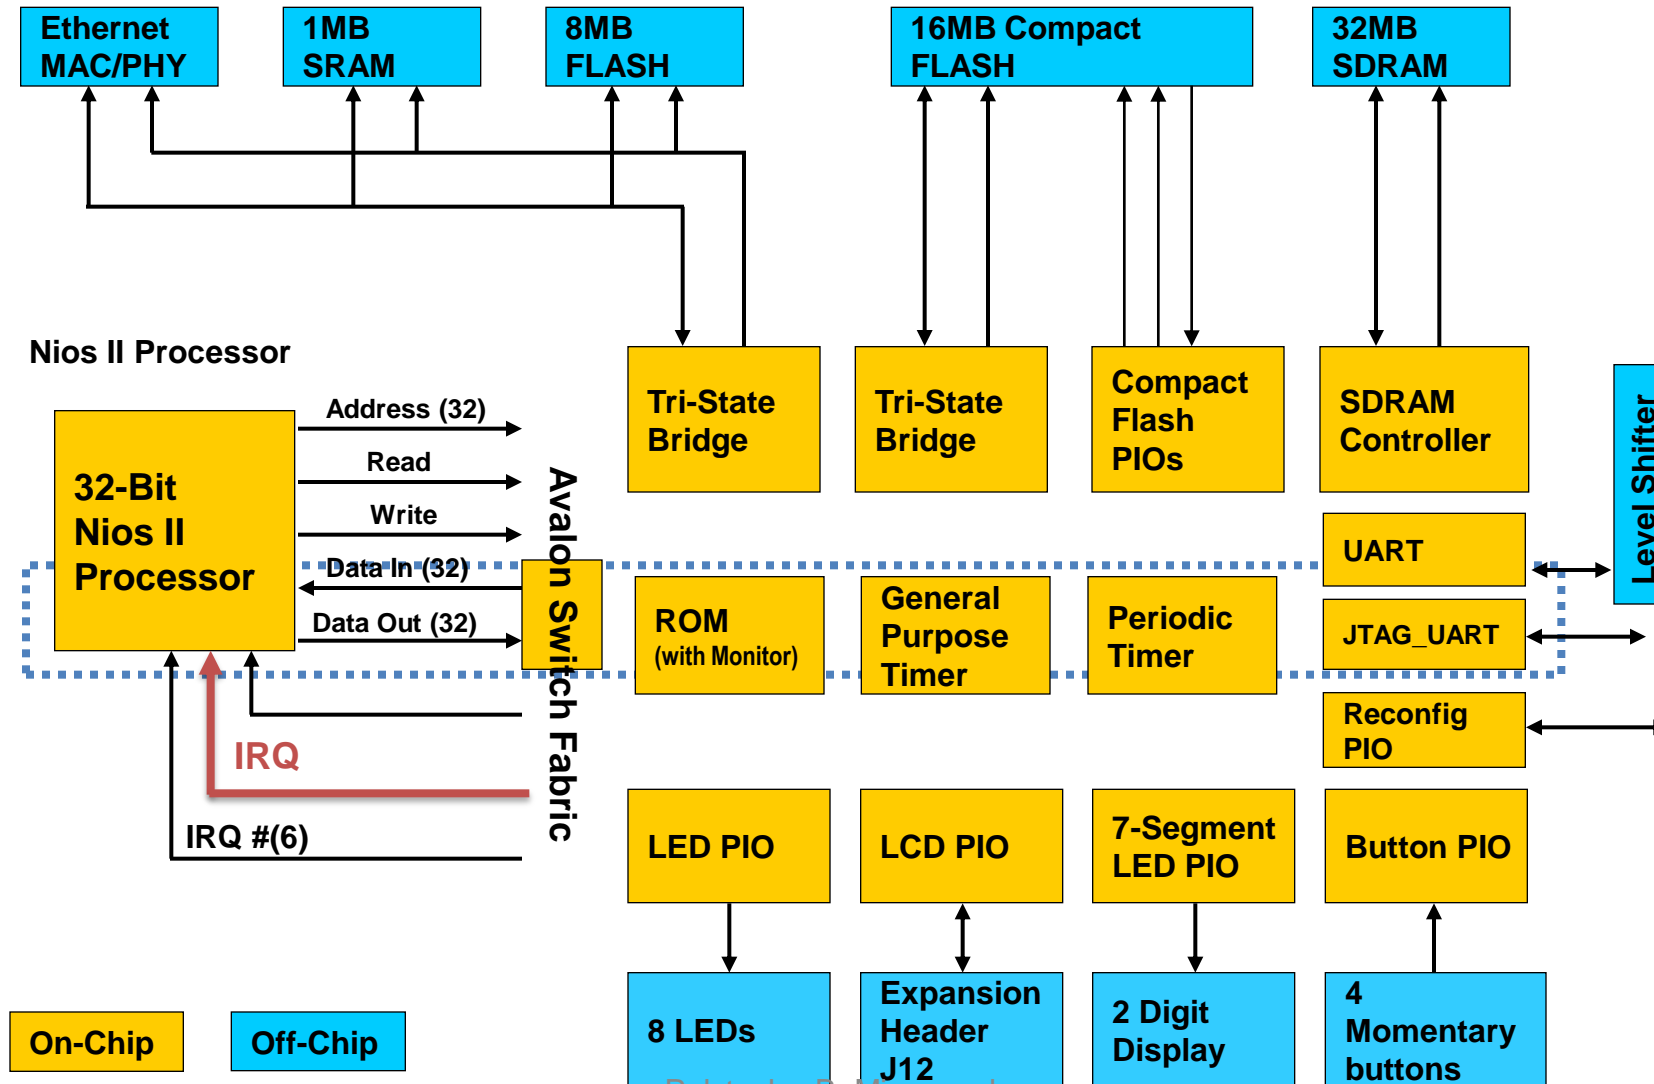 Ethernet
MAC/PHY
1MB
SRAM
8MB
FLASH
16MB Compact
FLASH
32MB
SDRAM
Nios II Processor
32-Bit
Nios II
Processor
Address (32)
Read
Write
Data In (32)
Data Out (32)
IRQ
IRQ #(6)
Avalon Switch Fabric
Tri-State
Bridge
Tri-State
Bridge
Compact
Flash
PIOs
SDRAM
Controller
Level Shifter
UART
ROM
(with Monitor)
General
Purpose
Timer
Periodic
Timer
JTAG_UART
Reconfig
PIO
LED PIO
LCD PIO
7-Segment
LED PIO
Button PIO
8 LEDs
Expansion
Header
J12
2 Digit
Display
4
Momentary
buttons
On-Chip
Off-Chip